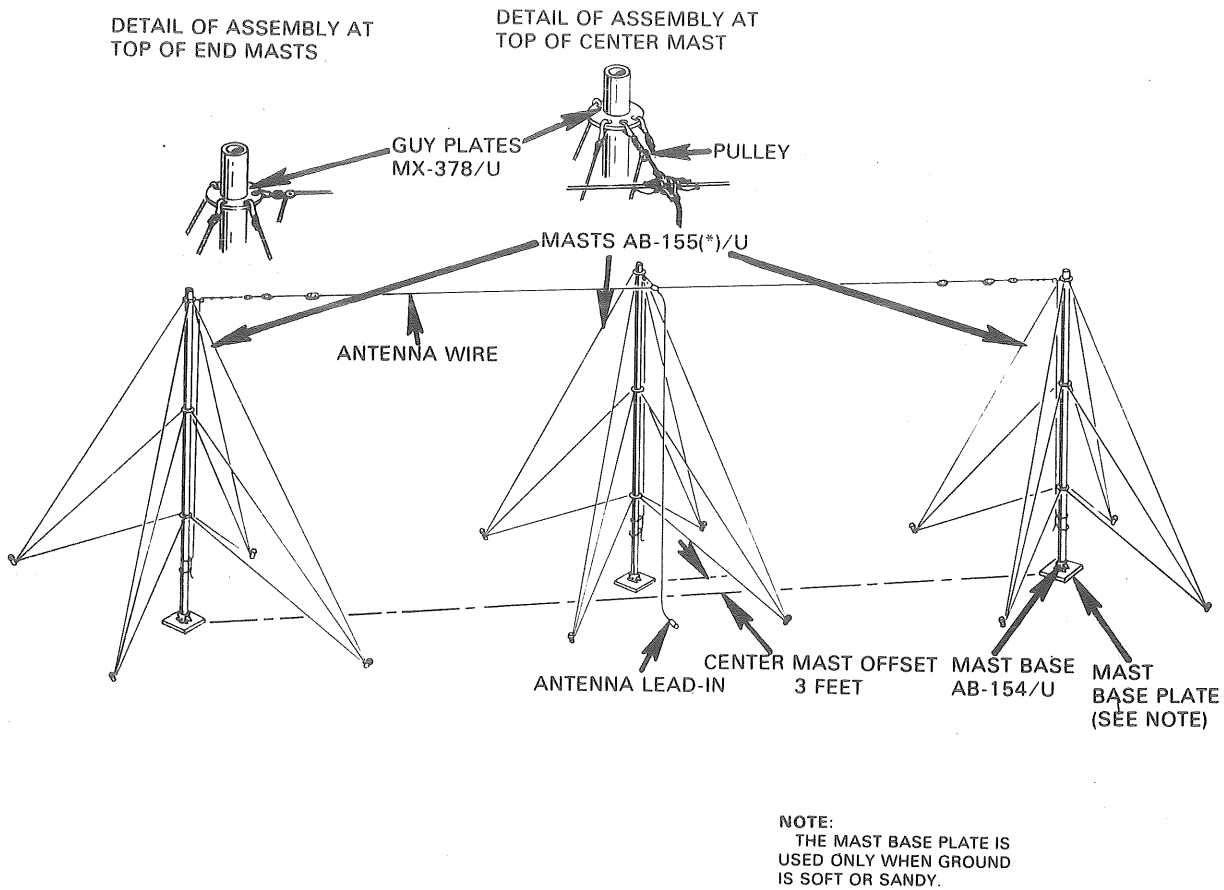 DETAIL OF ASSEMBLY AT
TOP OF END MASTS
DETAIL OF ASSEMBLY AT
TOP OF CENTER MAST
GUY PLATES
MX-378/U
PULLEY
MASTS AB-155(*)/U
ANTENNA WIRE
ANTENNA LEAD-IN
CENTER MAST OFFSET
3 FEET
MAST BASE
AB-154/U
MAST
BASE PLATE
(SEE NOTE)
NOTE:
THE MAST BASE PLATE IS
USED ONLY WHEN GROUND
IS SOFT OR SANDY.